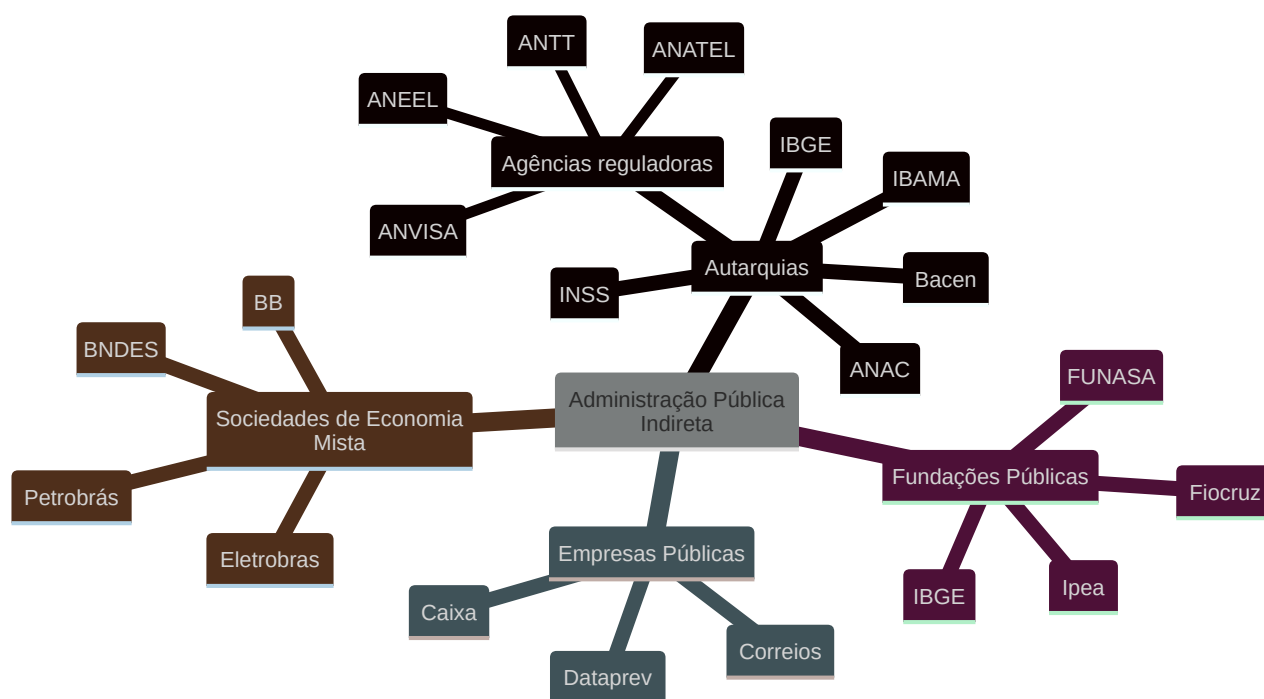 ANTT
ANATEL
ANEEL
IBGE
Agências reguladoras
IBAMA
ANVISA
Autarquias
Bacen
INSS
BB
BNDES
ANAC
FUNASA
Administração Pública
Indireta
Sociedades de Economia
Mista
Fundações Públicas
Fiocruz
Petrobrás
Eletrobras
Empresas Públicas
IBGE
Ipea
Caixa
Correios
Dataprev